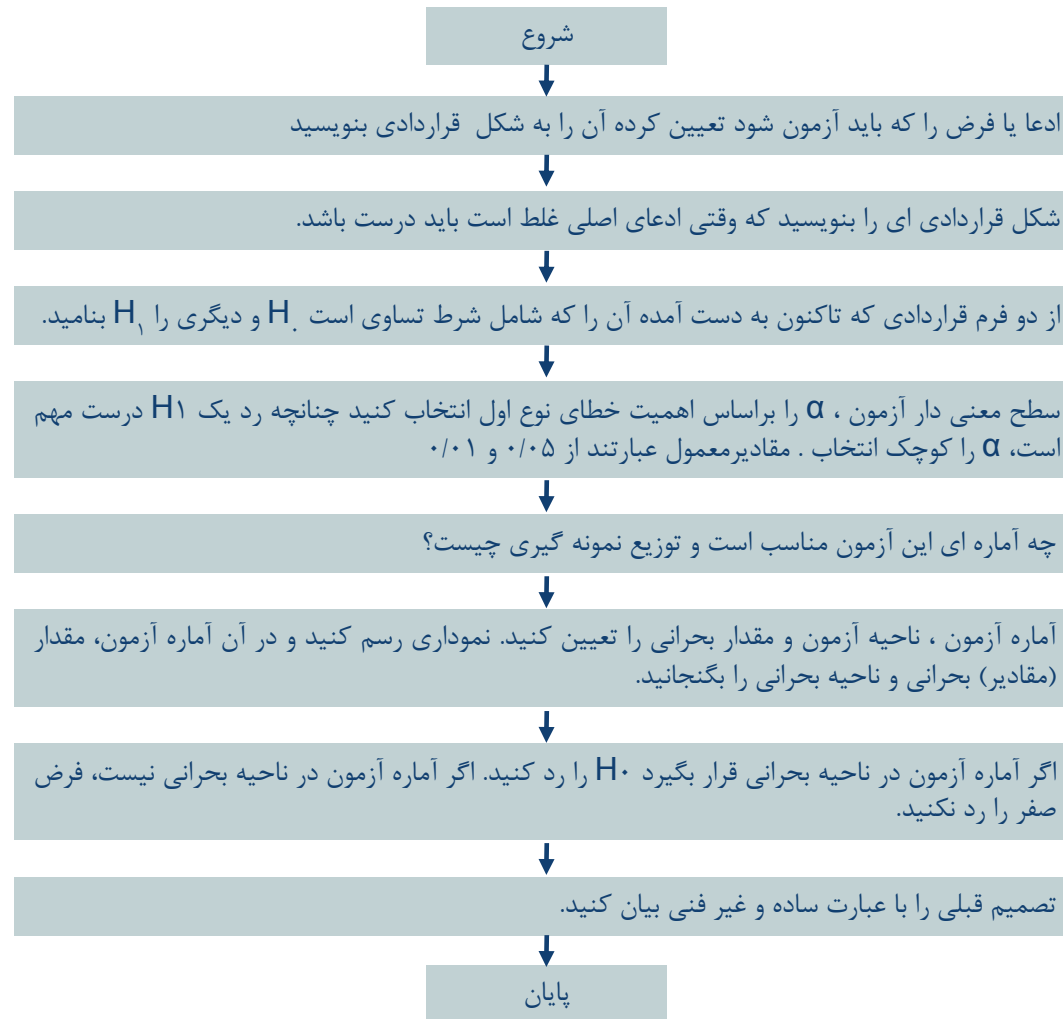 شروع
ادعا یا فرض را که باید آزمون شود تعیین کرده آن را به شکل قراردادی بنویسید
شکل قراردادی ای را بنویسید که وقتی ادعای اصلی غلط است باید درست باشد.
از دو فرم قراردادی که تاکنون به دست آمده آن را که شامل شرط تساوی است H۰ و دیگری را H۱ بنامید.
سطح معنی دار آزمون ، α را براساس اهمیت خطای نوع اول انتخاب کنید چنانچه رد یک H۱ درست مهم
است، α را کوچک انتخاب . مقادیرمعمول عبارتند از ۰/۰۵ و ۰/۰۱
چه آماره ای این آزمون مناسب است و توزیع نمونه گیری چیست؟
آماره آزمون ، ناحیه آزمون و مقدار بحرانی را تعیین کنید. نموداری رسم کنید و در آن آماره آزمون، مقدار
(مقادیر) بحرانی و ناحیه بحرانی را بگنجانید.
اگر آماره آزمون در ناحیه بحرانی قرار بگیرد H۰ را رد کنید. اگر آماره آزمون در ناحیه بحرانی نیست، فرض
صفر را رد نکنید.
تصمیم قبلی را با عبارت ساده و غیر فنی بیان کنید.
پایان